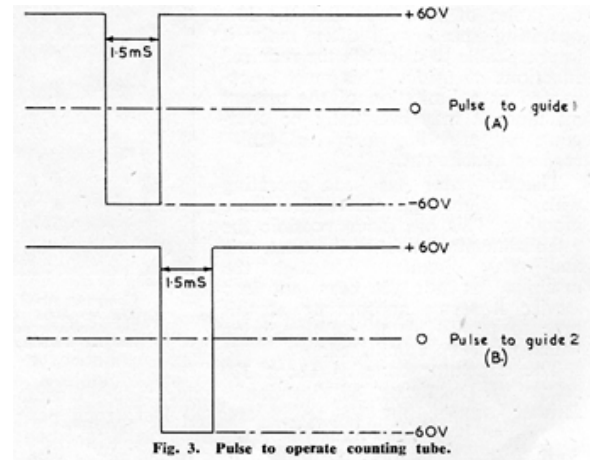 +60V
1·5mS
O Pulse to guide 1
(A)
-60V
+60V
1·5mS
O Pulse to guide 2
(B)
-60V
Fig. 3. Pulse to operate counting tube.